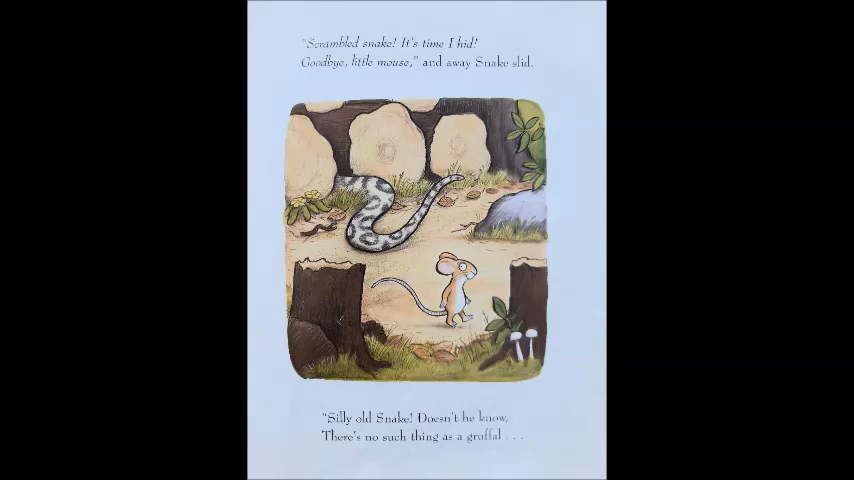 "Scrambled snake! It's time I hid!
Goodbye, little mouse," and away Snake slid.
"Silly old Snake! Doesn't he know,
There's no such thing as a gruffal . . .